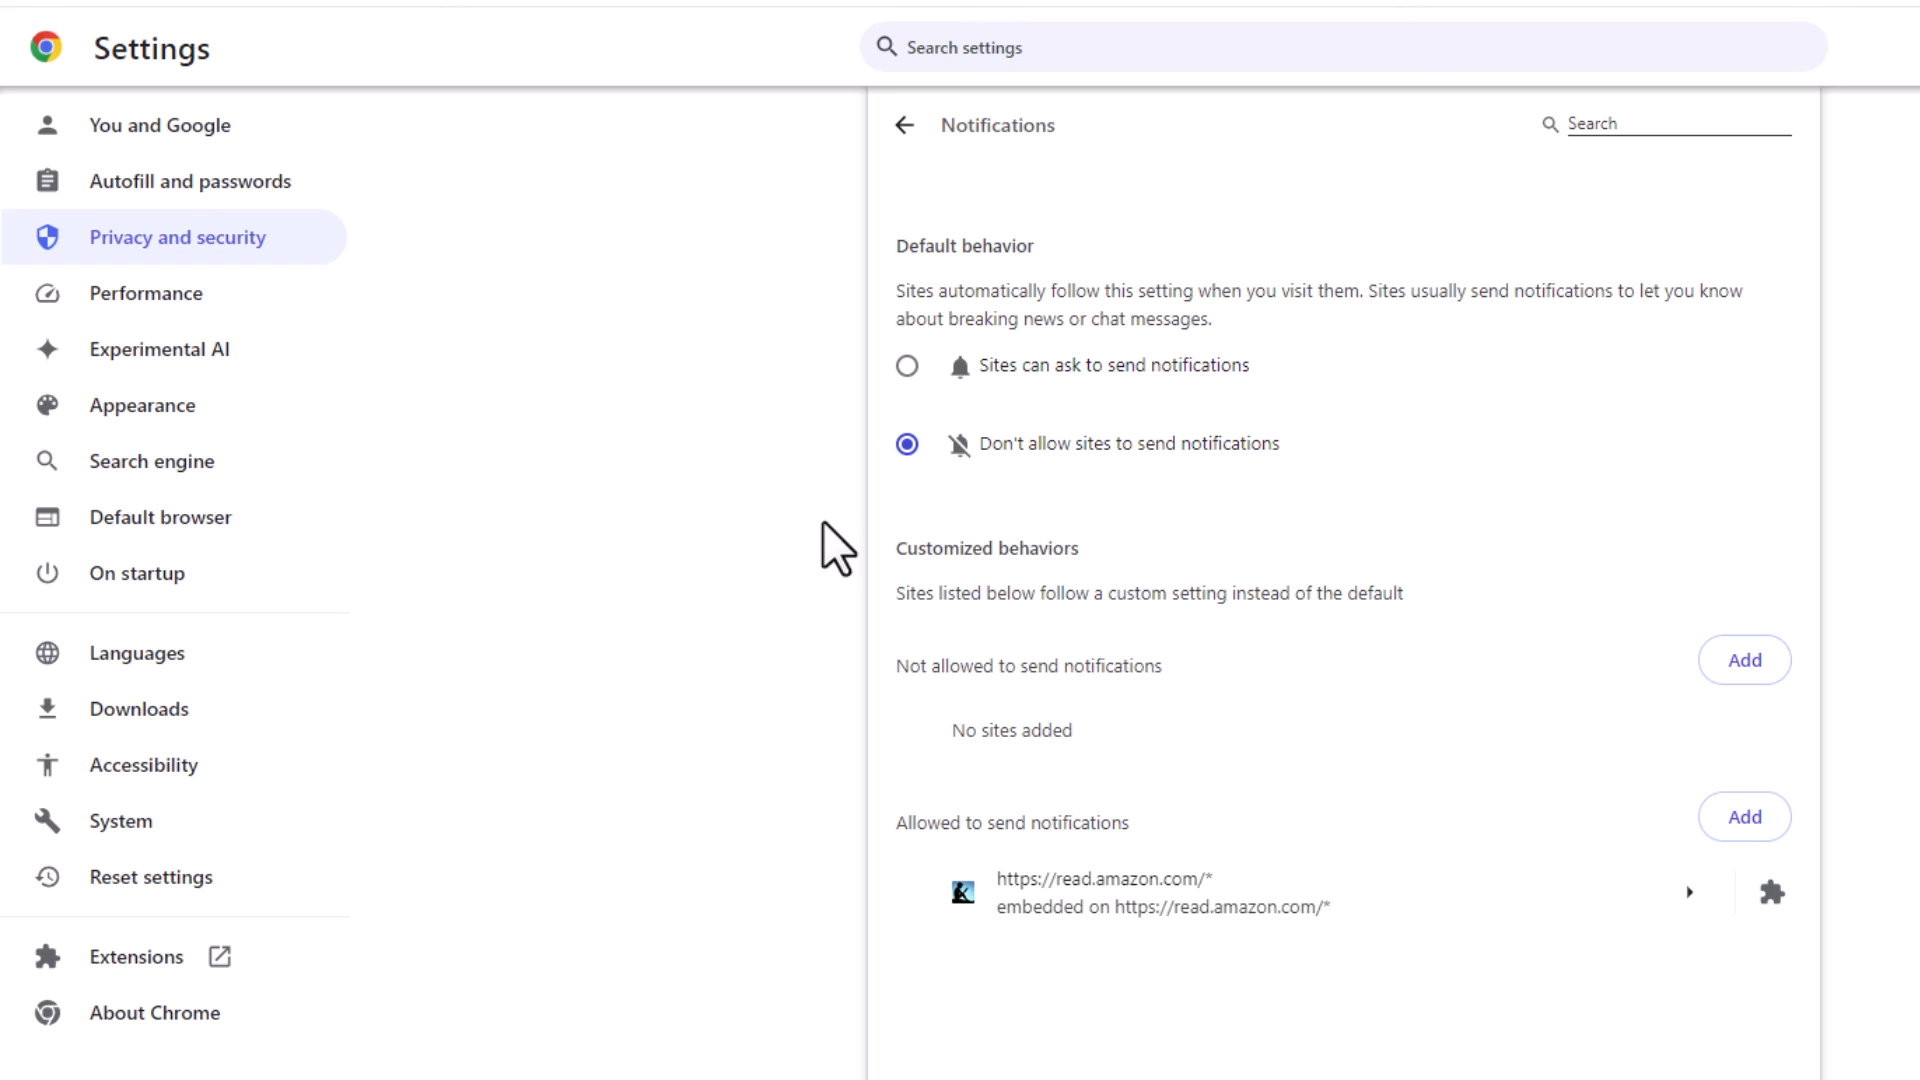 Settings
Search settings
You and Google
Autofill and passwords
Privacy and security
Performance
Experimental AI
Appearance
Search engine
Default browser
On startup
Languages
Downloads
Accessibility
System
Reset settings
Extensions
About Chrome
Notifications
Search
Default behavior
Sites automatically follow this setting when you visit them. Sites usually send notifications to let you know
about breaking news or chat messages.
Sites can ask to send notifications
Don't allow sites to send notifications
Customized behaviors
Sites listed below follow a custom setting instead of the default
Not allowed to send notifications
Add
No sites added
Allowed to send notifications
Add
https://read.amazon.com/*
embedded on https://read.amazon.com/*